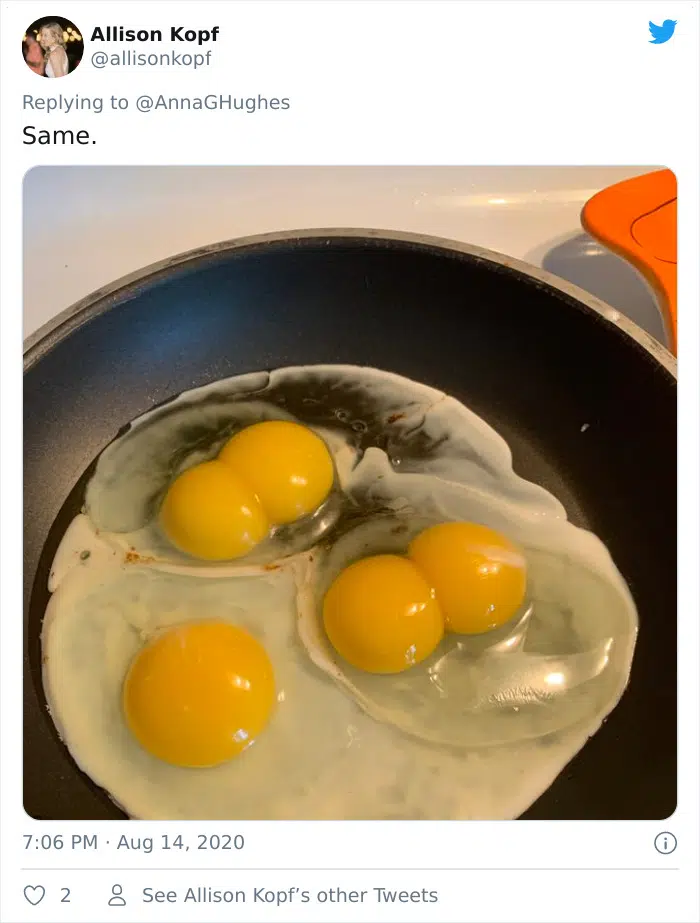 Allison Kopf
@allisonkopf
Replying to @AnnaGHughes
Same.
7:06 PM · Aug 14, 2020
2
See Allison Kopf’s other Tweets